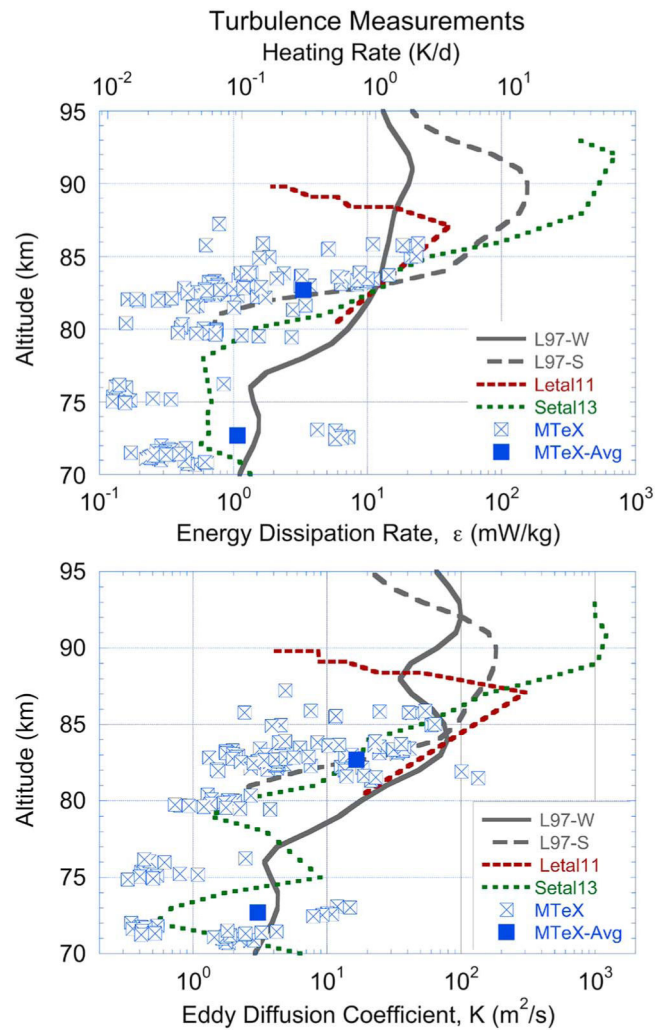 Turbulence Measurements
Heating Rate (K/d)
10⁻² 10⁻¹ 10⁰ 10¹
95
90
85
80
75
70
Altitude (km)
L97-W
L97-S
Letal11
Setal13
MTeX
MTeX-Avg
10⁻¹ 10⁰ 10¹ 10² 10³
Energy Dissipation Rate, ε (mW/kg)
95
90
85
80
75
70
Altitude (km)
L97-W
L97-S
Letal11
Setal13
MTeX
MTeX-Avg
10⁰ 10¹ 10² 10³
Eddy Diffusion Coefficient, K (m²/s)